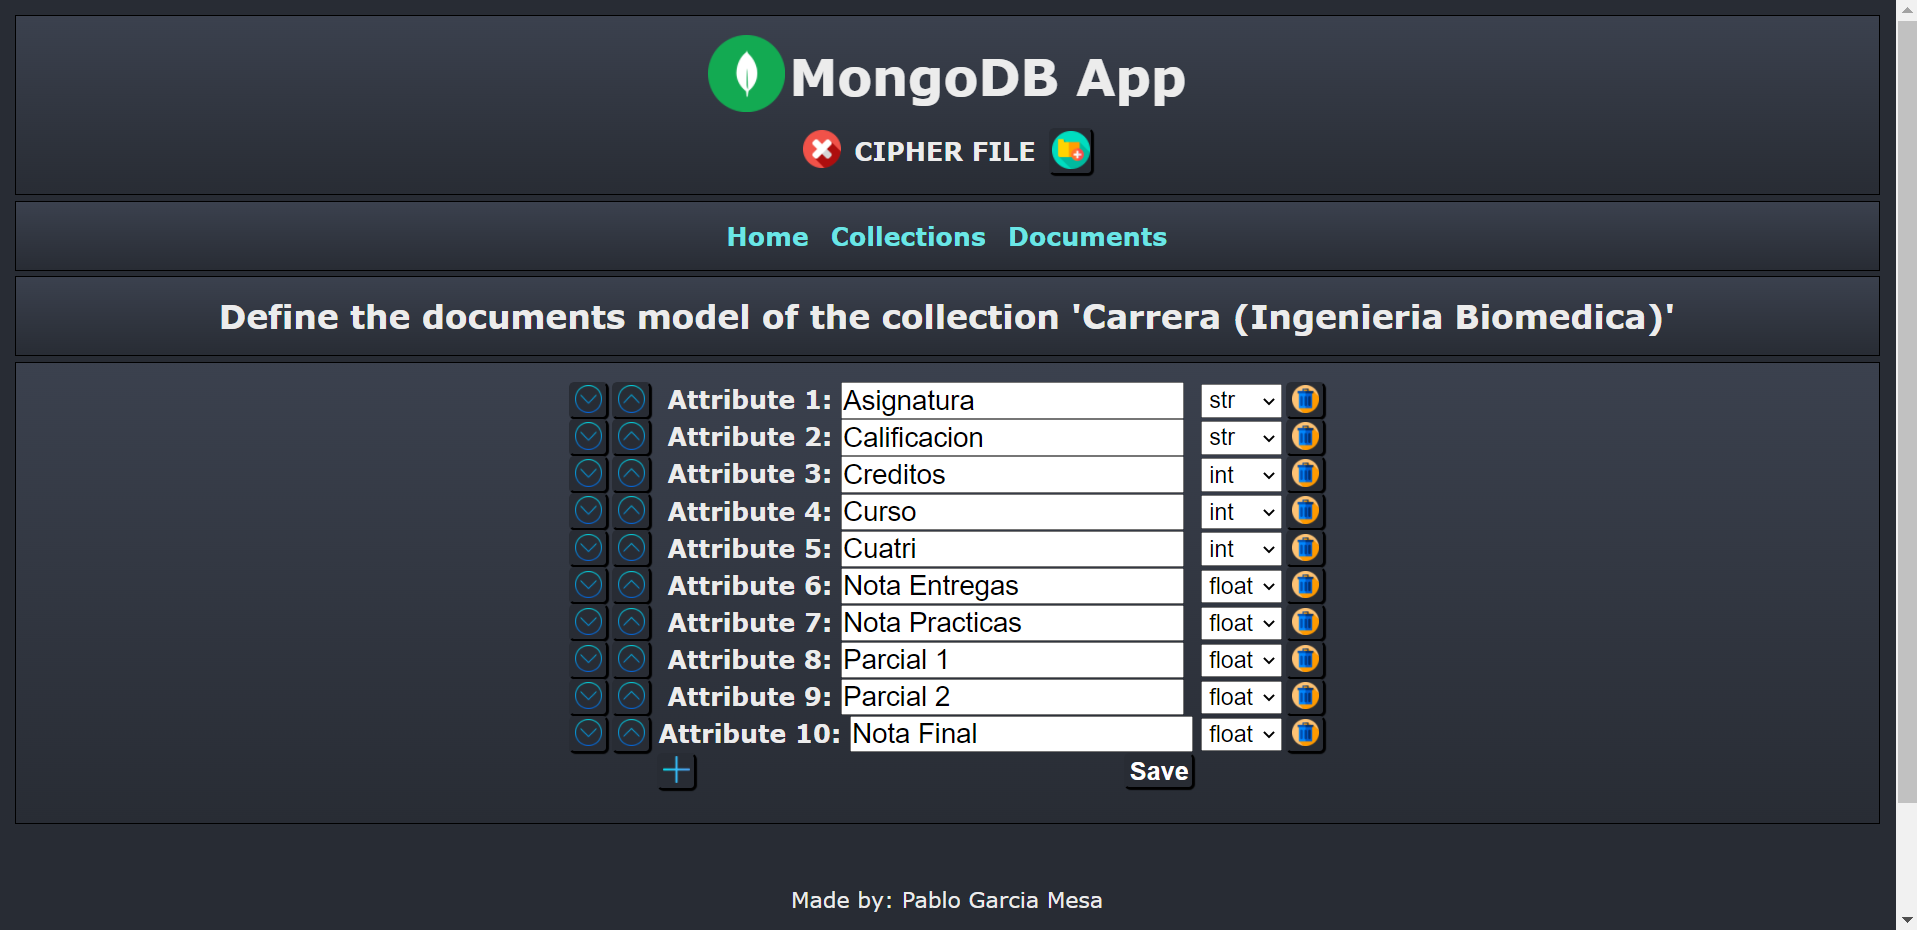 MongoDB App
CIPHER FILE
Home Collections Documents
Define the documents model of the collection 'Carrera (Ingenieria Biomedica)'
Attribute 1: Asignatura str
Attribute 2: Calificacion str
Attribute 3: Creditos int
Attribute 4: Curso int
Attribute 5: Cuatri int
Attribute 6: Nota Entregas float
Attribute 7: Nota Practicas float
Attribute 8: Parcial 1 float
Attribute 9: Parcial 2 float
Attribute 10: Nota Final float
Save
Made by: Pablo Garcia Mesa